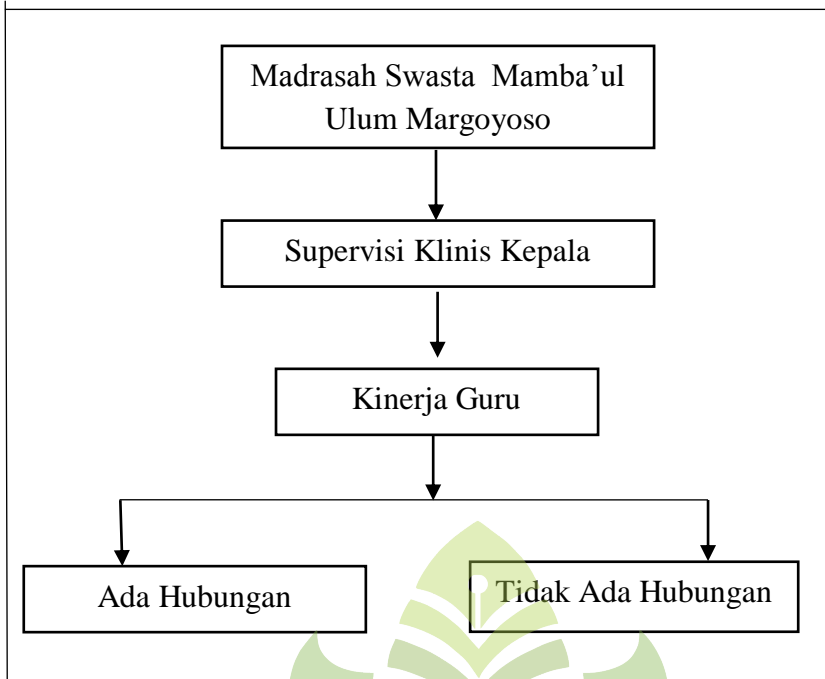 Madrasah Swasta Mamba’ul
Ulum Margoyoso
Supervisi Klinis Kepala
Kinerja Guru
Ada Hubungan
Tidak Ada Hubungan